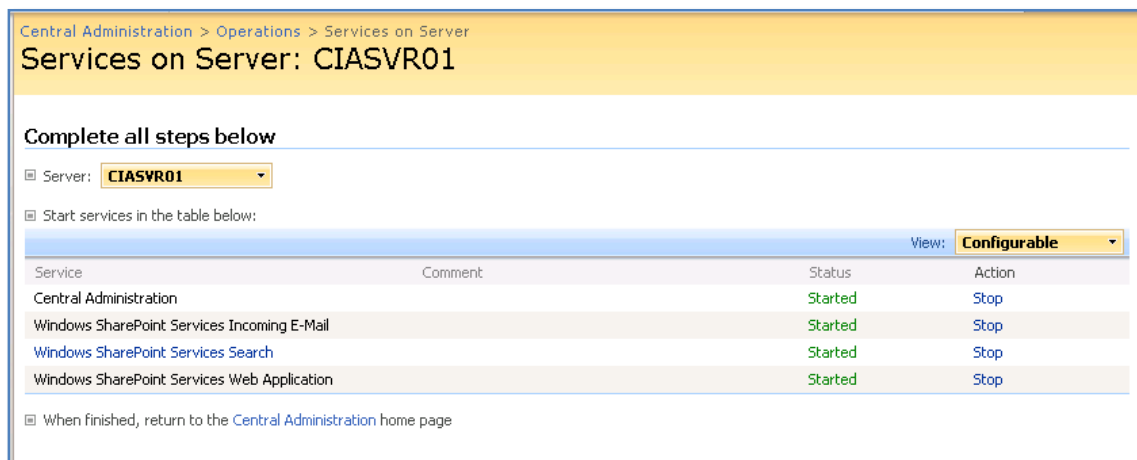 Central Administration > Operations > Services on Server
Services on Server: CIASVR01
Complete all steps below
Server: CIASVR01
Start services in the table below:
View: Configurable
Service Comment Status Action
Central Administration Started Stop
Windows SharePoint Services Incoming E-Mail Started Stop
Windows SharePoint Services Search Started Stop
Windows SharePoint Services Web Application Started Stop
When finished, return to the Central Administration home page